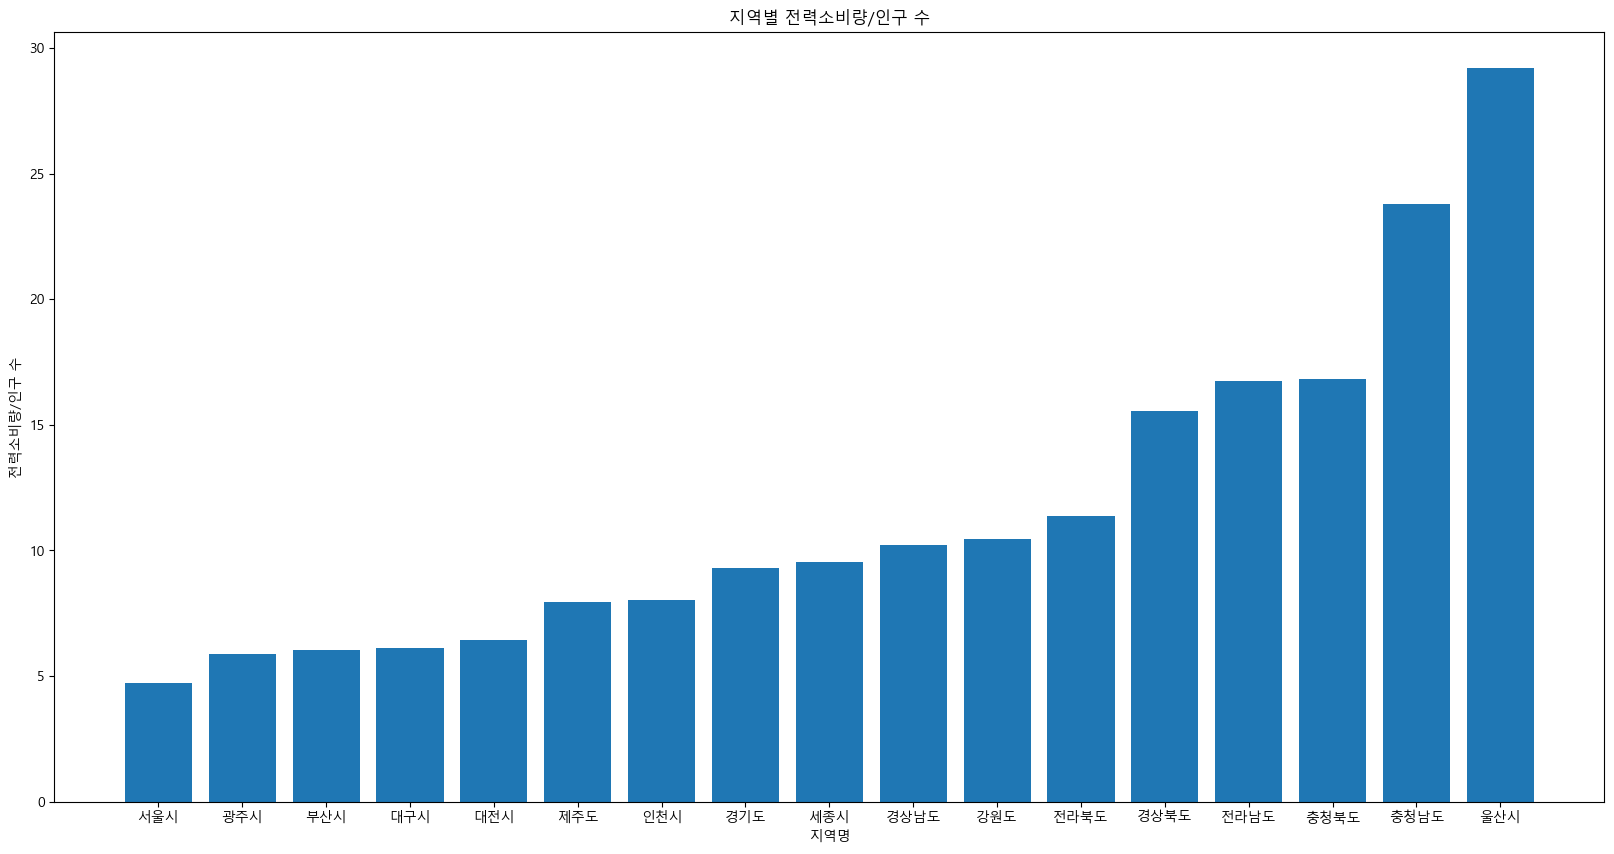 지역별 전력소비량/인구 수
전력소비량/인구 수
30
25
20
15
10
5
0
서울시 광주시 부산시 대구시 대전시 제주도 인천시 경기도 세종시 경상남도 강원도 전라북도 경상북도 전라남도 충청북도 충청남도 울산시
지역명